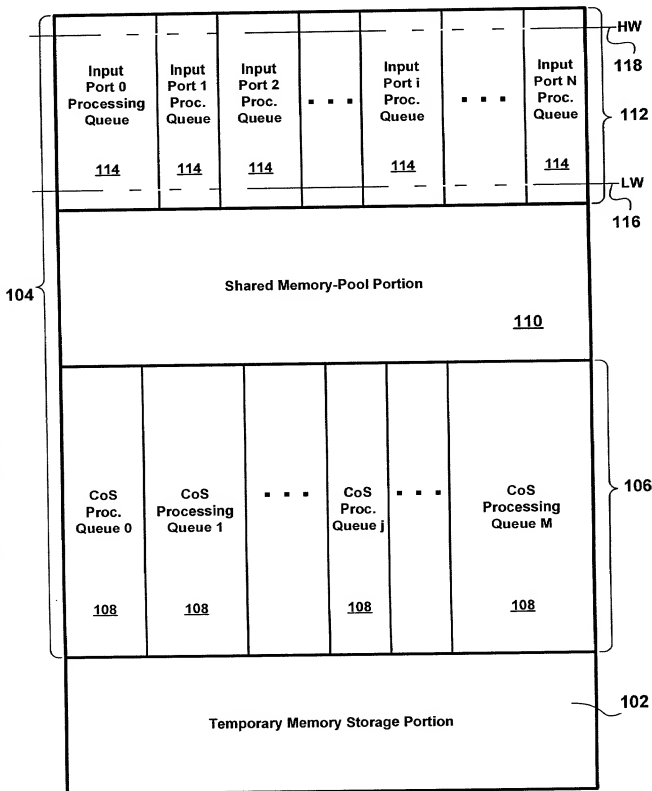 HW
118
Input
Port 0
Processing
Queue
114
Input
Port 1
Proc.
Queue
114
Input
Port 2
Proc.
Queue
114
. . .
Input
Port i
Proc.
Queue
114
. . .
Input
Port N
Proc.
Queue
114
112
LW
116
104
Shared Memory-Pool Portion
110
CoS
Proc.
Queue 0
108
CoS
Processing
Queue 1
108
. . .
CoS
Proc.
Queue j
108
. . .
CoS
Processing
Queue M
108
106
Temporary Memory Storage Portion
102